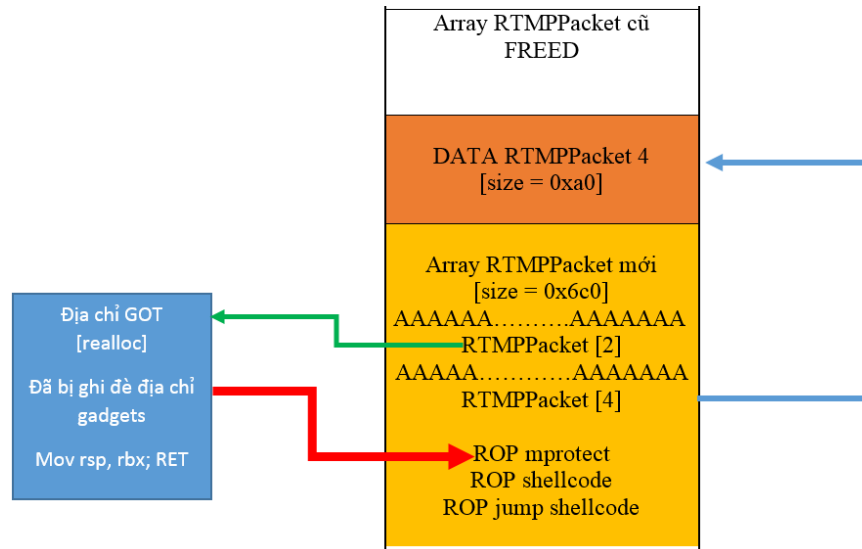 Array RTMPPacket cũ
FREED
DATA RTMPPacket 4
[size = 0xa0]
Array RTMPPacket mới
[size = 0x6c0]
AAAAAA……….AAAAAAA
RTMPPacket [2]
AAAAA…………AAAAAAA
RTMPPacket [4]
ROP mprotect
ROP shellcode
ROP jump shellcode
Địa chỉ GOT
[realloc]
Đã bị ghi đè địa chỉ
gadgets
Mov rsp, rbx; RET